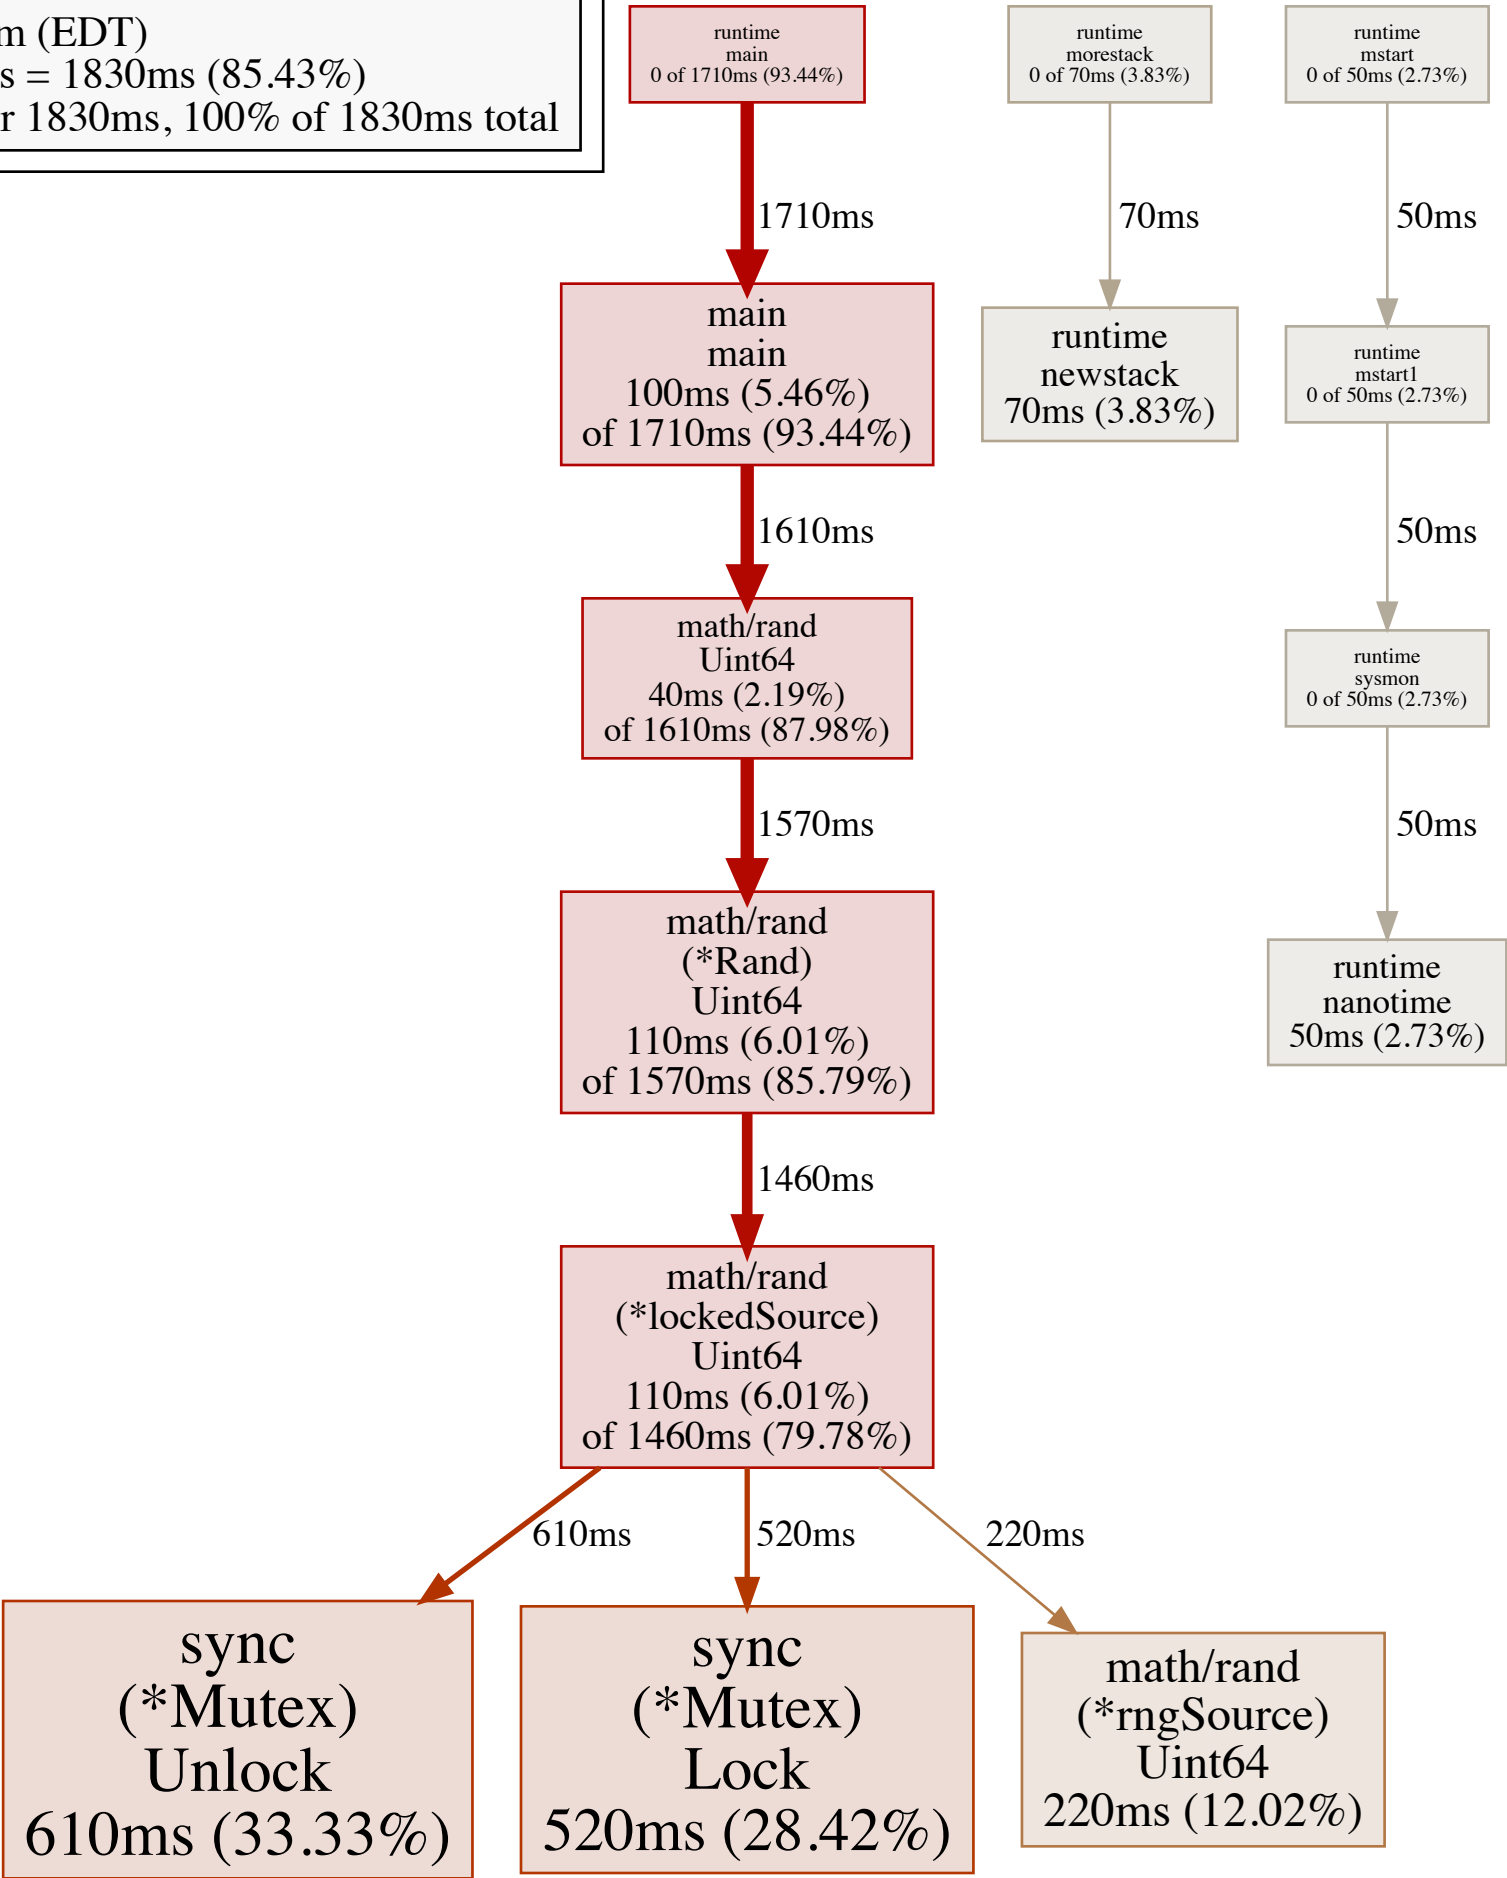 m (EDT)
s = 1830ms (85.43%)
r 1830ms, 100% of 1830ms total
runtime
main
0 of 1710ms (93.44%)
runtime
morestack
0 of 70ms (3.83%)
runtime
mstart
0 of 50ms (2.73%)
1710ms
70ms
50ms
main
main
100ms (5.46%)
of 1710ms (93.44%)
runtime
newstack
70ms (3.83%)
runtime
mstart1
0 of 50ms (2.73%)
1610ms
50ms
math/rand
Uint64
40ms (2.19%)
of 1610ms (87.98%)
runtime
sysmon
0 of 50ms (2.73%)
1570ms
50ms
math/rand
(*Rand)
Uint64
110ms (6.01%)
of 1570ms (85.79%)
runtime
nanotime
50ms (2.73%)
1460ms
math/rand
(*lockedSource)
Uint64
110ms (6.01%)
of 1460ms (79.78%)
610ms
520ms
220ms
sync
(*Mutex)
Unlock
610ms (33.33%)
sync
(*Mutex)
Lock
520ms (28.42%)
math/rand
(*rngSource)
Uint64
220ms (12.02%)